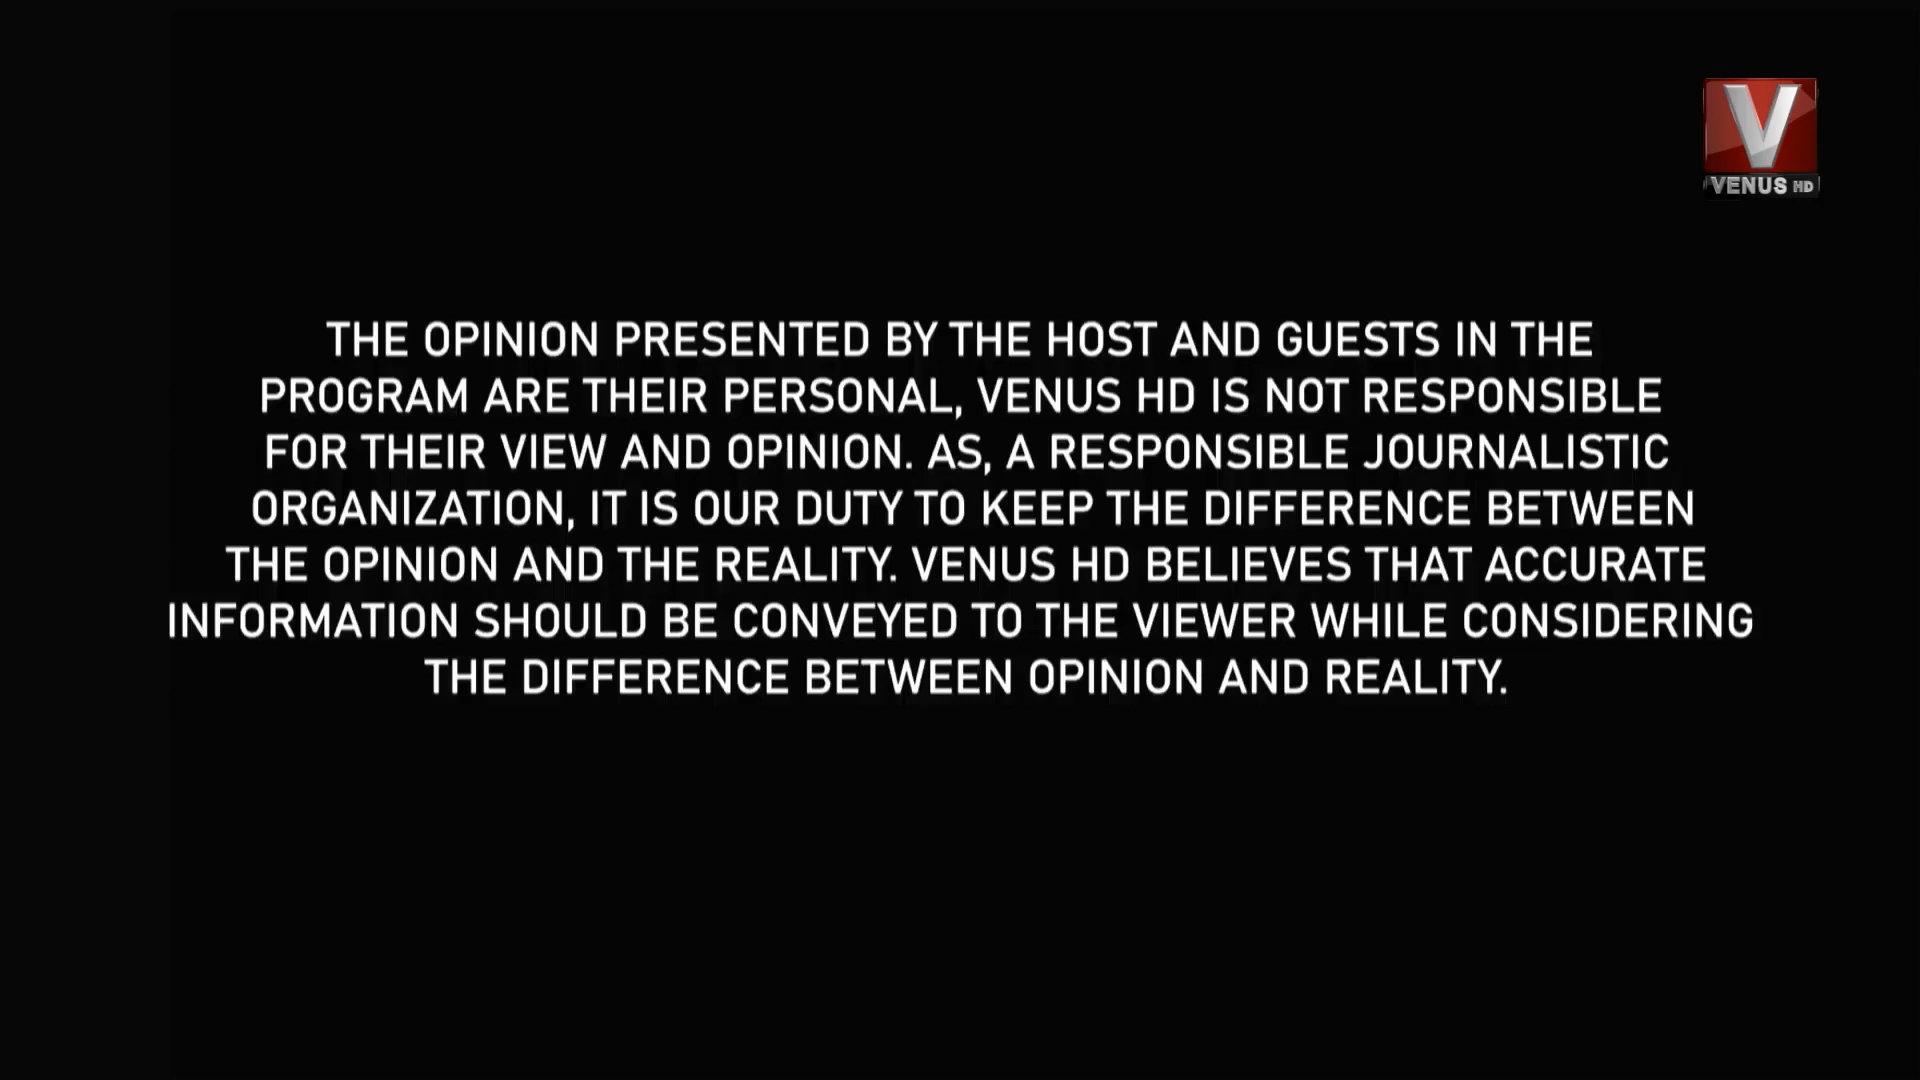 V
VENUS HD
THE OPINION PRESENTED BY THE HOST AND GUESTS IN THE
PROGRAM ARE THEIR PERSONAL, VENUS HD IS NOT RESPONSIBLE
FOR THEIR VIEW AND OPINION. AS, A RESPONSIBLE JOURNALISTIC
ORGANIZATION, IT IS OUR DUTY TO KEEP THE DIFFERENCE BETWEEN
THE OPINION AND THE REALITY. VENUS HD BELIEVES THAT ACCURATE
INFORMATION SHOULD BE CONVEYED TO THE VIEWER WHILE CONSIDERING
THE DIFFERENCE BETWEEN OPINION AND REALITY.